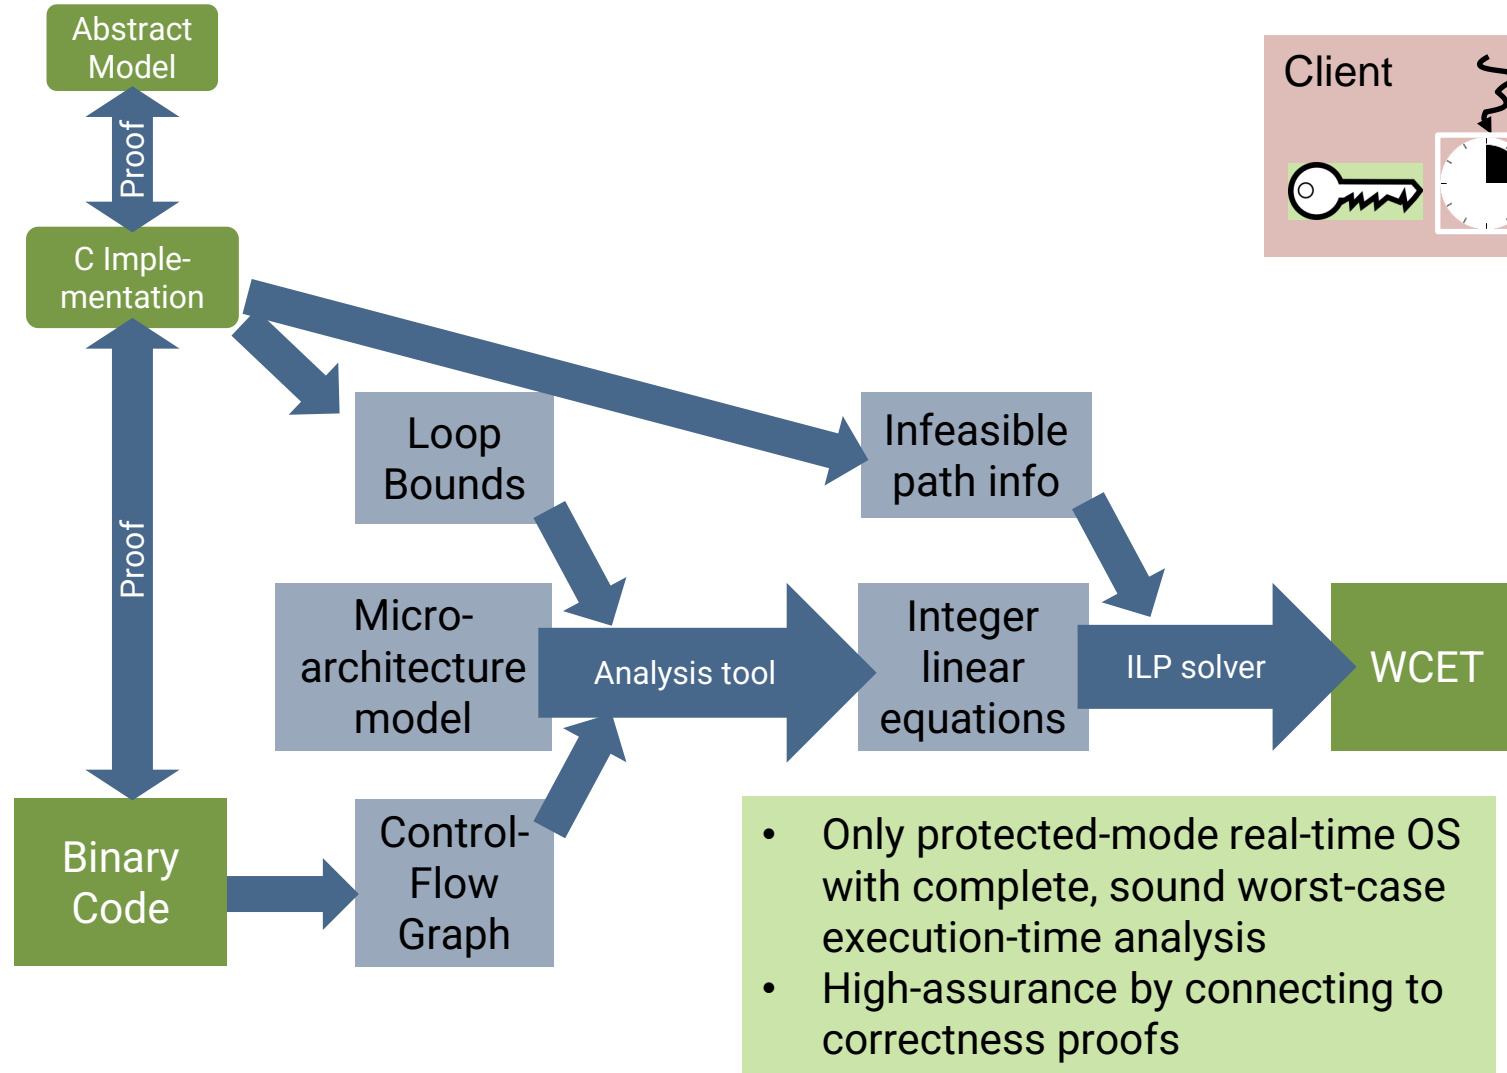 Abstract
Model
Client
Proof
C Imple-
mentation
Loop
Bounds
Infeasible
path info
Proof
Micro-
architecture
model
Analysis tool
Integer
linear
equations
ILP solver
WCET
Binary
Code
Control-
Flow
Graph
• Only protected-mode real-time OS
with complete, sound worst-case
execution-time analysis
• High-assurance by connecting to
correctness proofs